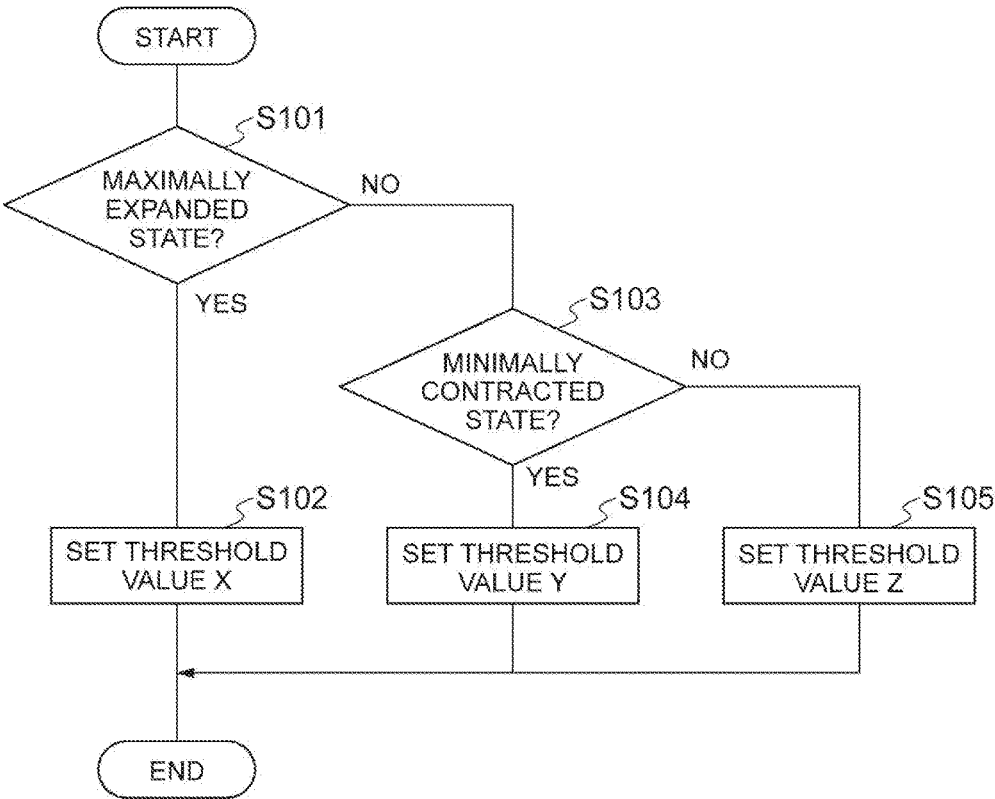 START
S101
MAXIMALLY
EXPANDED
STATE?
NO
YES
S103
MINIMALLY
CONTRACTED
STATE?
NO
YES
S102
SET THRESHOLD
VALUE X
S104
SET THRESHOLD
VALUE Y
S105
SET THRESHOLD
VALUE Z
END